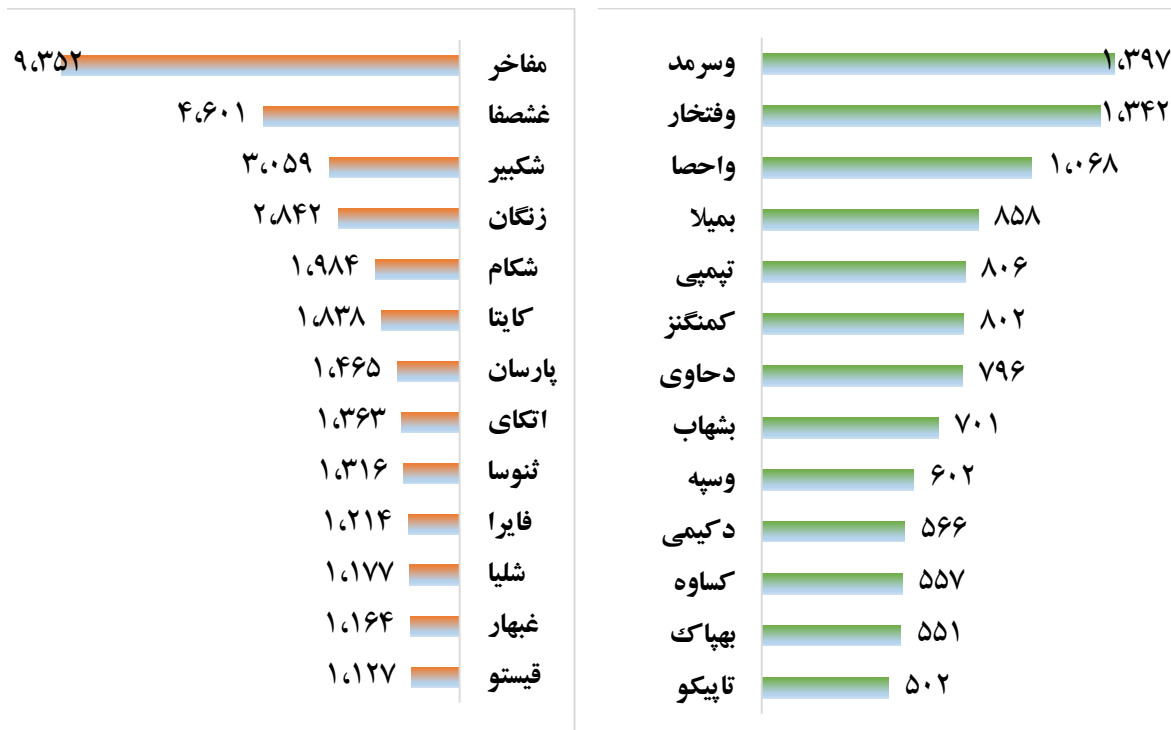 وسرمد ۱،۳۹۷
وفتخار ۱،۳۴۲
واحصا ۱،۰۶۸
بمیلا ۸۵۸
تپمپی ۸۰۶
کمنگنز ۸۰۲
دحاوی ۷۹۶
بشهاب ۷۰۱
وسپه ۶۰۲
دکیمی ۵۶۶
کساوه ۵۵۷
بهپاک ۵۵۱
تاپیکو ۵۰۲
مفاخر ۹،۳۵۲
غشصفا ۴،۶۰۱
شکبیر ۳،۰۵۹
زنگان ۲،۸۴۲
شکام ۱،۹۸۴
کایتا ۱،۸۳۸
پارسان ۱،۴۶۵
اتکای ۱،۳۶۳
ثنوسا ۱،۳۱۶
فایرا ۱،۲۱۴
شلیا ۱،۱۷۷
غبهار ۱،۱۶۴
قیستو ۱،۱۲۷